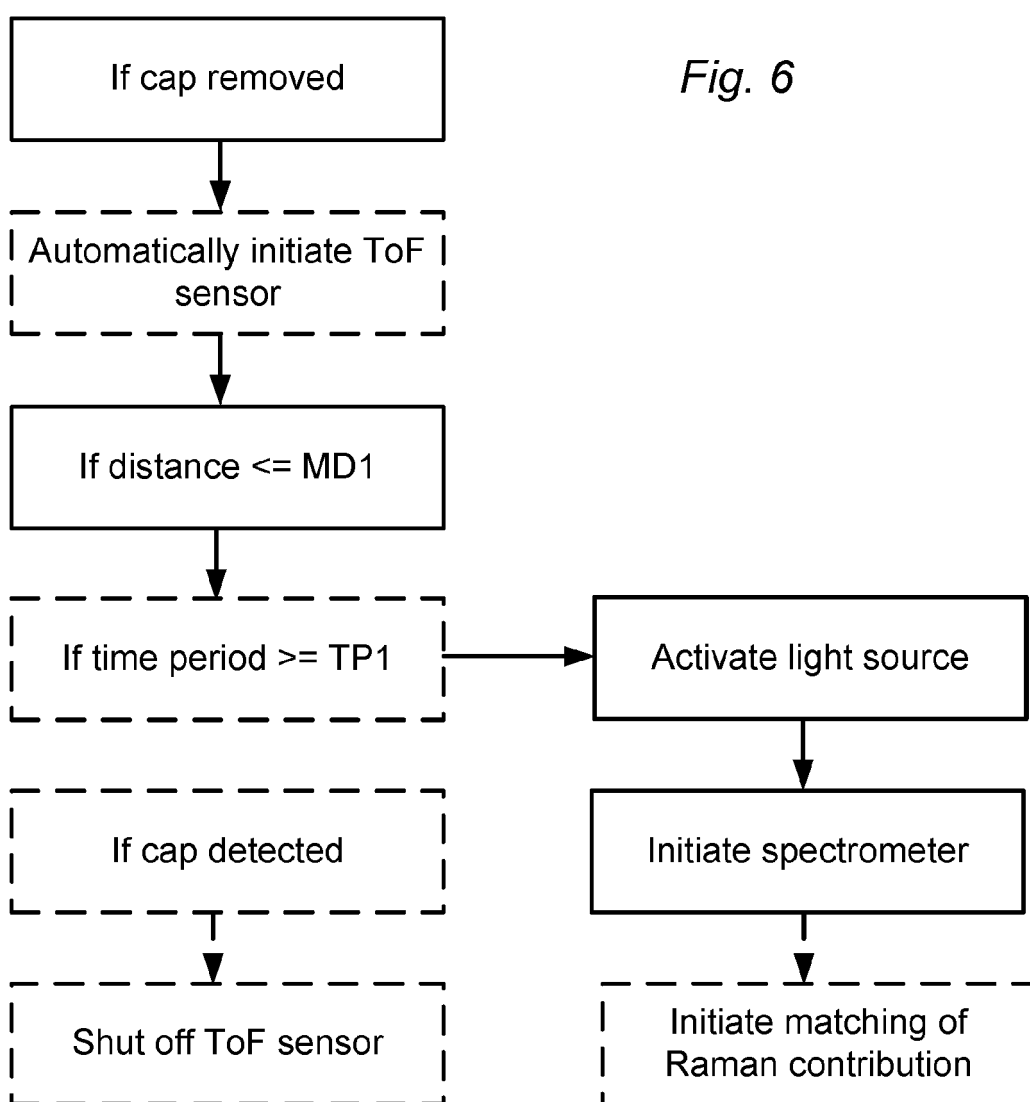 If cap removed
Fig. 6
Automatically initiate ToF
sensor
If distance <= MD1
If time period >= TP1
Activate light source
If cap detected
Initiate spectrometer
Shut off ToF sensor
Initiate matching of
Raman contribution